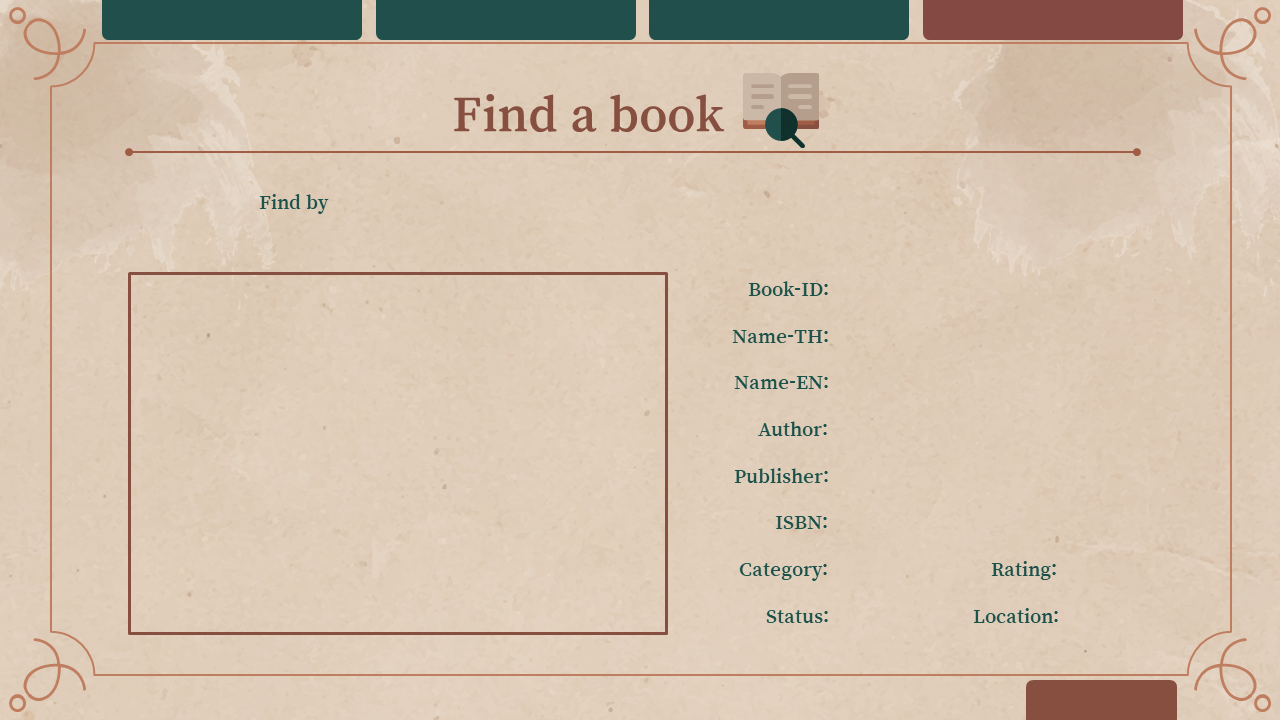 Find a book
Find by
Book-ID:
Name-TH:
Name-EN:
Author:
Publisher:
ISBN:
Category:
Rating:
Status:
Location: